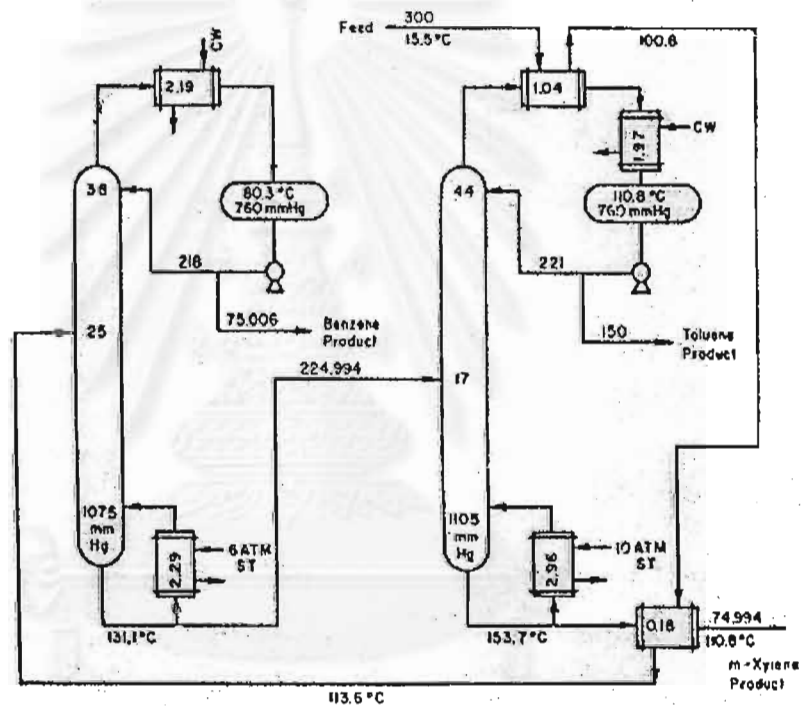 CW
2.19
Feed
300
15.5°C
100.8
1.04
CW
1.97
36
80.3°C
760 mmHg
44
110.8°C
760 mmHg
218
221
75.006
Benzene
Product
150
Toluene
Product
25
224.994
17
1075
mm
Hg
6 ATM
ST
2.29
1105
mm
Hg
10 ATM
ST
2.96
131.1°C
153.7°C
0.18
74.994
110.8°C
m-Xylene
Product
113.6°C